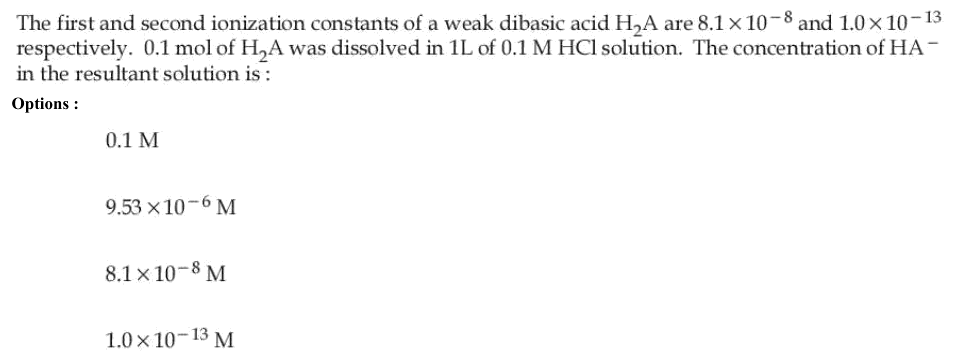 The first and second ionization constants of a weak dibasic acid H₂A are 8.1 × 10⁻⁸ and 1.0 × 10⁻¹³
respectively. 0.1 mol of H₂A was dissolved in 1L of 0.1 M HCl solution. The concentration of HA⁻
in the resultant solution is :
Options :
0.1 M
9.53 × 10⁻⁶ M
8.1 × 10⁻⁸ M
1.0 × 10⁻¹³ M